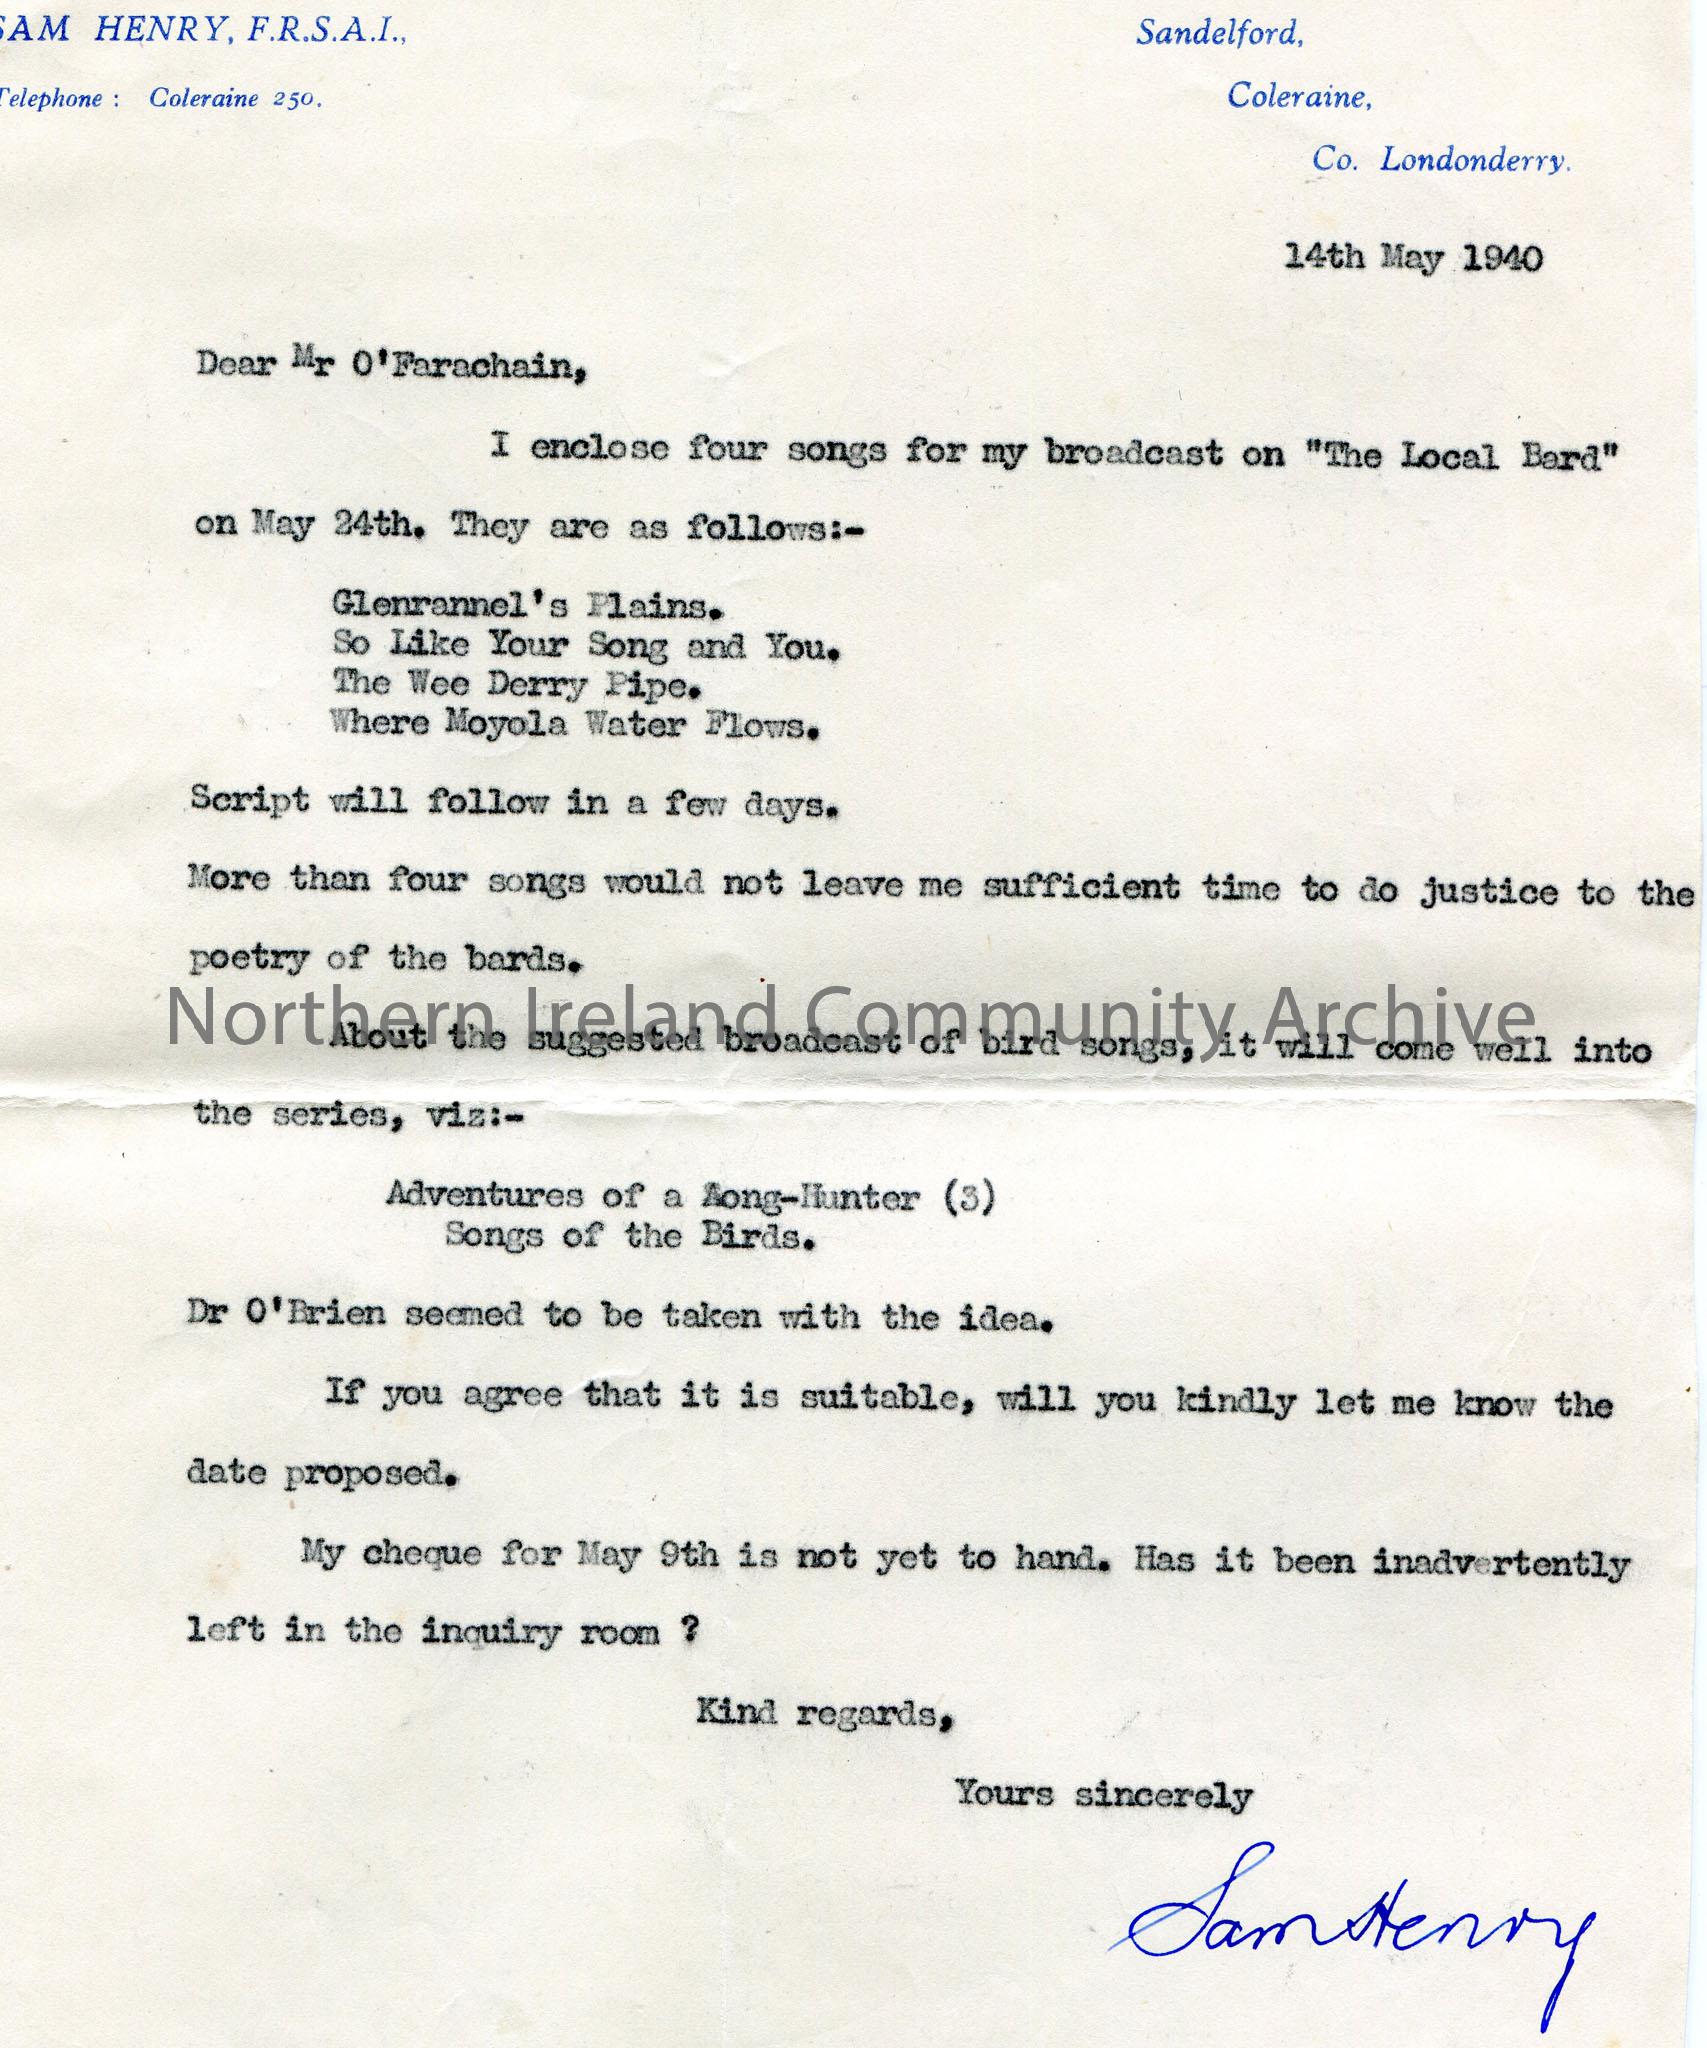 SAM HENRY, F.R.S.A.I.,
Telephone : Coleraine 250.
Sandelford,
Coleraine,
Co. Londonderry.
14th May 1940
Dear Mr O'Farachain,
I enclose four songs for my broadcast on "The Local Bard"
on May 24th. They are as follows:-
Glenrannel's Plains.
So Like Your Song and You.
The Wee Derry Pipe.
Where Moyola Water Flows.
Script will follow in a few days.
More than four songs would not leave me sufficient time to do justice to the
poetry of the bards.
Northern Ireland Community Archive
About the suggested broadcast of bird songs, it will come well into
the series, viz:-
Adventures of a Song-Hunter (3)
Songs of the Birds.
Dr O'Brien seemed to be taken with the idea.
If you agree that it is suitable, will you kindly let me know the
date proposed.
My cheque for May 9th is not yet to hand. Has it been inadvertently
left in the inquiry room ?
Kind regards,
Yours sincerely
Sam Henry